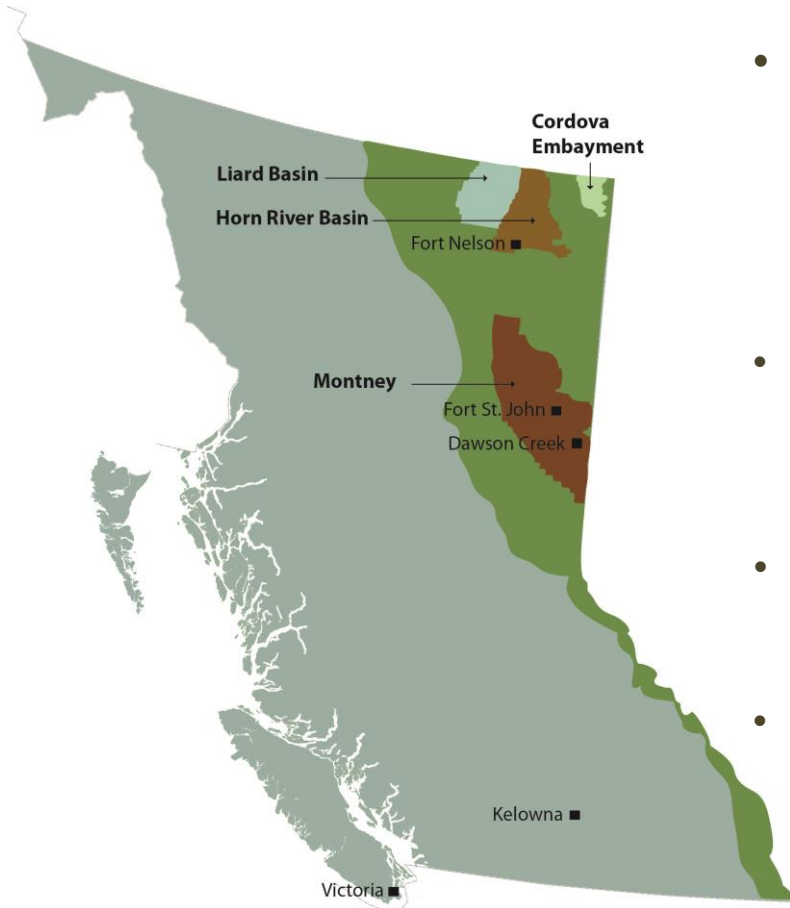 Cordova
Embayment
Liard Basin
Horn River Basin
Fort Nelson
Montney
Fort St. John
Dawson Creek
Kelowna
Victoria